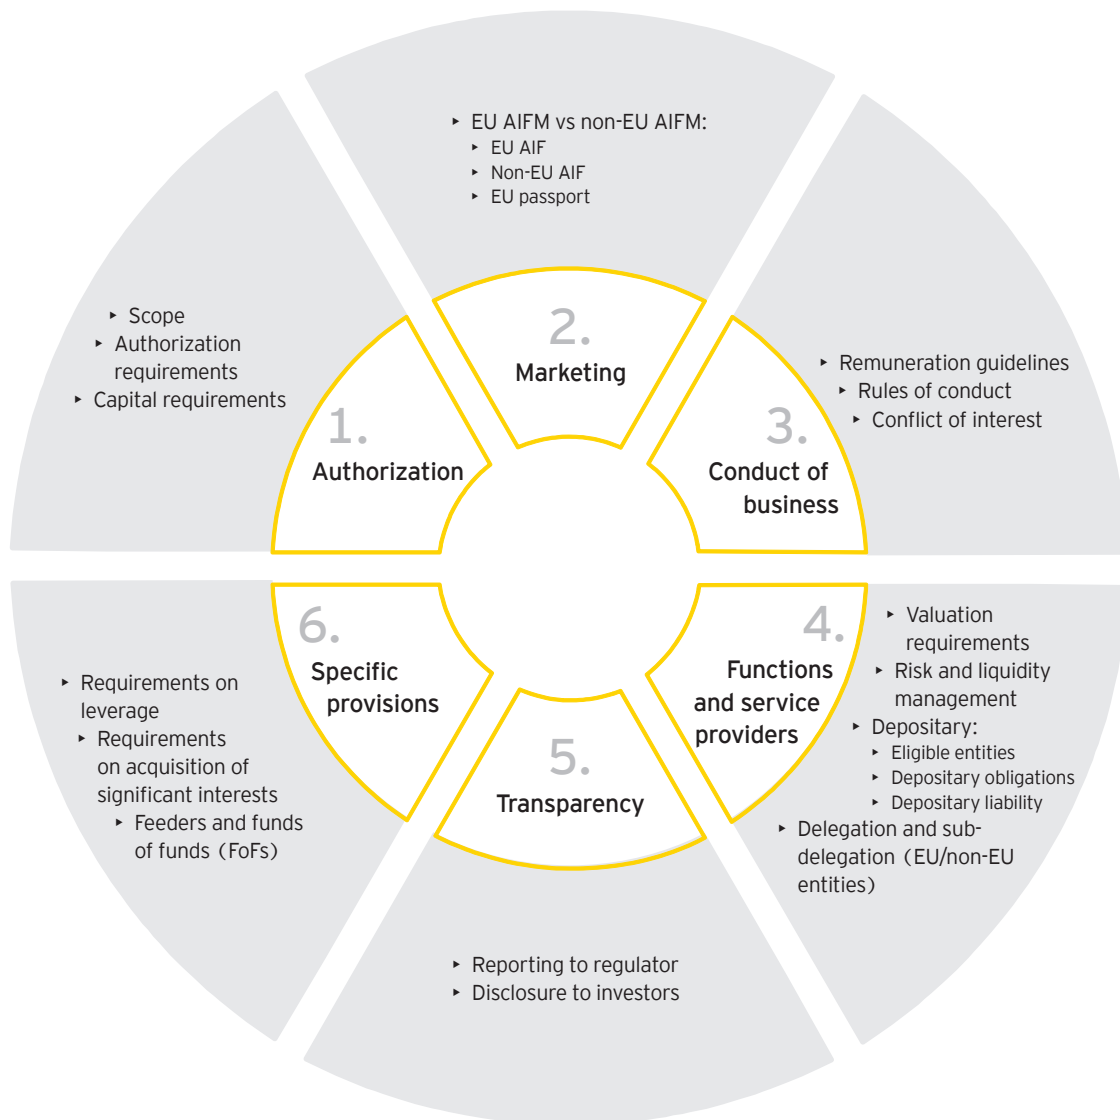 1.
Authorization
▸ Scope
▸ Authorization
requirements
▸ Capital requirements
2.
Marketing
▸ EU AIFM vs non-EU AIFM:
▸ EU AIF
▸ Non-EU AIF
▸ EU passport
3.
Conduct of
business
▸ Remuneration guidelines
▸ Rules of conduct
▸ Conflict of interest
4.
Functions
and service
providers
▸ Valuation
requirements
▸ Risk and liquidity
management
▸ Depositary:
▸ Eligible entities
▸ Depositary obligations
▸ Depositary liability
▸ Delegation and sub-
delegation (EU/non-EU
entities)
5.
Transparency
▸ Reporting to regulator
▸ Disclosure to investors
6.
Specific
provisions
▸ Requirements on
leverage
▸ Requirements
on acquisition of
significant interests
▸ Feeders and funds
of funds (FoFs)